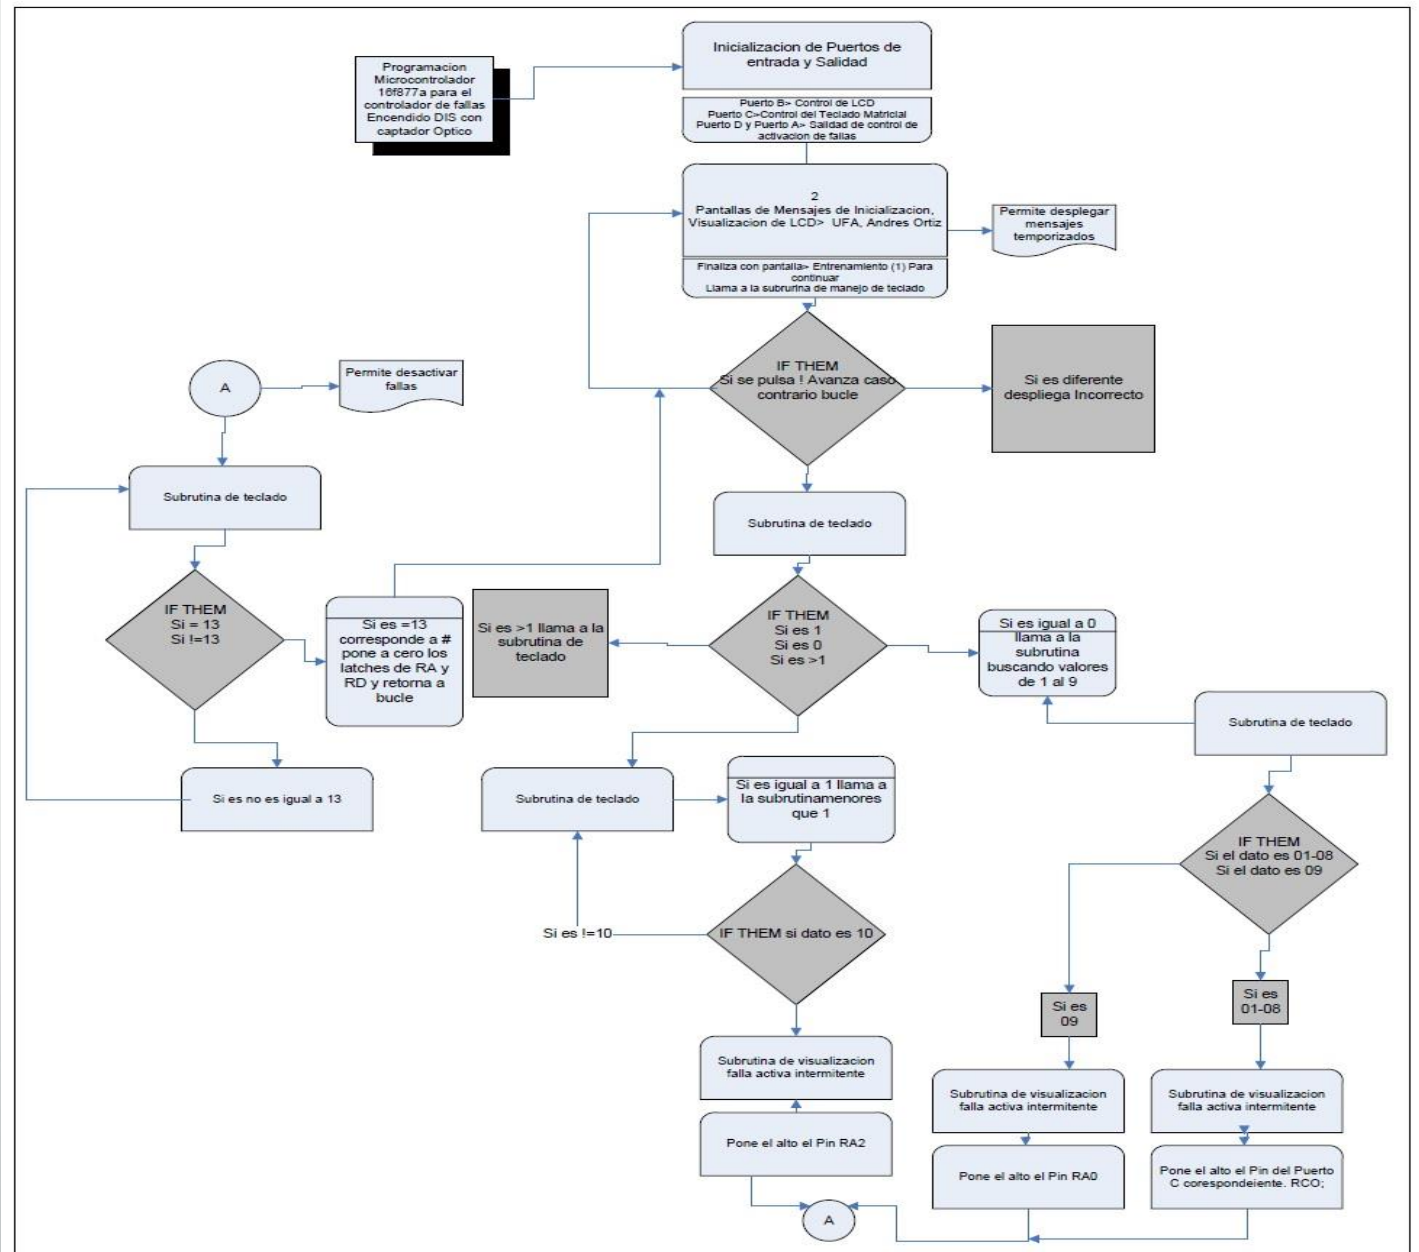 Programacion
Microcontrolador
16f877a para el
controlador de fallas
Encendido DIS con
captador Optico
Inicializacion de Puertos de
entrada y Salidad
Puerto B> Control de LCD
Puerto C>Control del Teclado Matricial
Puerto D y Puerto A> Salidad de control de
activacion de fallas
2
Pantallas de Mensajes de Inicializacion,
Visualizacion de LCD> UFA, Andres Ortiz
Permite desplegar
mensajes
temporizados
Finaliza con pantalla> Entrenamiento (1) Para
continuar
Llama a la subrurina de manejo de teclado
IF THEM
Si se pulsa ! Avanza caso
contrario bucle
Si es diferente
despliega Incorrecto
A
Permite desactivar
fallas
Subrutina de teclado
Subrutina de teclado
IF THEM
Si = 13
Si !=13
Si es =13
corresponde a #
pone a cero los
latches de RA y
RD y retorna a
bucle
Si es >1 llama a la
subrutina de
teclado
IF THEM
Si es 1
Si es 0
Si es >1
Si es igual a 0
llama a la
subrutina
buscando valores
de 1 al 9
Subrutina de teclado
Si es no es igual a 13
Subrutina de teclado
Si es igual a 1 llama a
la subrutinamenores
que 1
IF THEM
Si el dato es 01-08
Si el dato es 09
Si es !=10
IF THEM si dato es 10
Si es
09
Si es
01-08
Subrutina de visualizacion
falla activa intermitente
Subrutina de visualizacion
falla activa intermitente
Subrutina de visualizacion
falla activa intermitente
Pone el alto el Pin RA2
Pone el alto el Pin RA0
Pone el alto el Pin del Puerto
C corespondeiente. RCO;
A